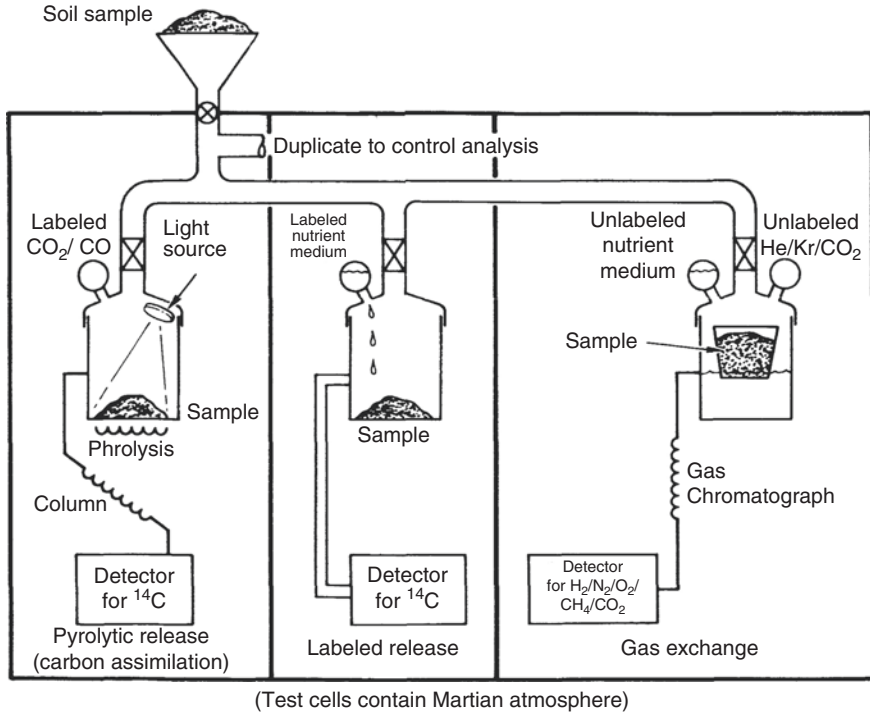 Soil sample
Duplicate to control analysis
Labeled
CO₂/ CO
Light
source
Sample
Phrolysis
Column
Detector
for ¹⁴C
Pyrolytic release
(carbon assimilation)
Labeled
nutrient
medium
Sample
Detector
for ¹⁴C
Labeled release
Unlabeled
nutrient
medium
Unlabeled
He/Kr/CO₂
Sample
Gas
Chromatograph
Detector
for H₂/N₂/O₂/
CH₄/CO₂
Gas exchange
(Test cells contain Martian atmosphere)